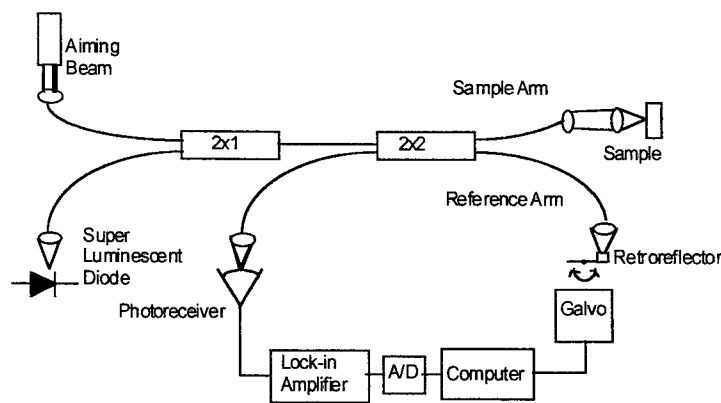 Aiming
Beam
Sample Arm
2x1
2x2
Sample
Reference Arm
Super
Luminescent
Diode
Retroreflector
Photoreceiver
Galvo
Lock-in
Amplifier
A/D
Computer